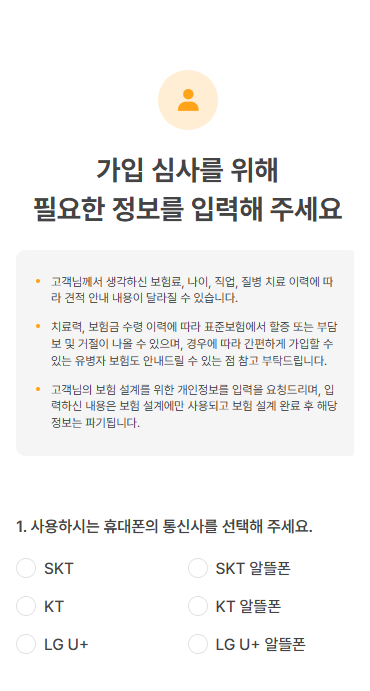 가입 심사를 위해
필요한 정보를 입력해 주세요
고객님께서 생각하신 보험료, 나이, 직업, 질병 치료 이력에 따
라 견적 안내 내용이 달라질 수 있습니다.
치료력, 보험금 수령 이력에 따라 표준보험에서 할증 또는 부담
보 및 거절이 나올 수 있으며, 경우에 따라 간편하게 가입할 수
있는 유병자 보험도 안내드릴 수 있는 점 참고 부탁드립니다.
고객님의 보험 설계를 위한 개인정보를 입력을 요청드리며, 입
력하신 내용은 보험 설계에만 사용되고 보험 설계 완료 후 해당
정보는 파기됩니다.
1. 사용하시는 휴대폰의 통신사를 선택해 주세요.
SKT
SKT 알뜰폰
KT
KT 알뜰폰
LG U+
LG U+ 알뜰폰